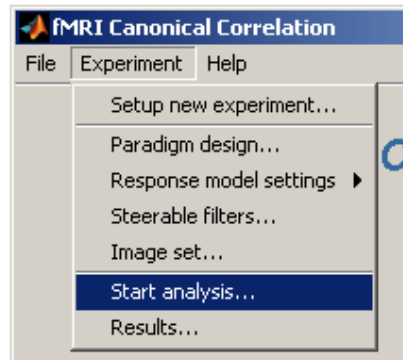 fMRI Canonical Correlation
File Experiment Help
Setup new experiment...
Paradigm design...
Response model settings
Steerable filters...
Image set...
Start analysis...
Results...